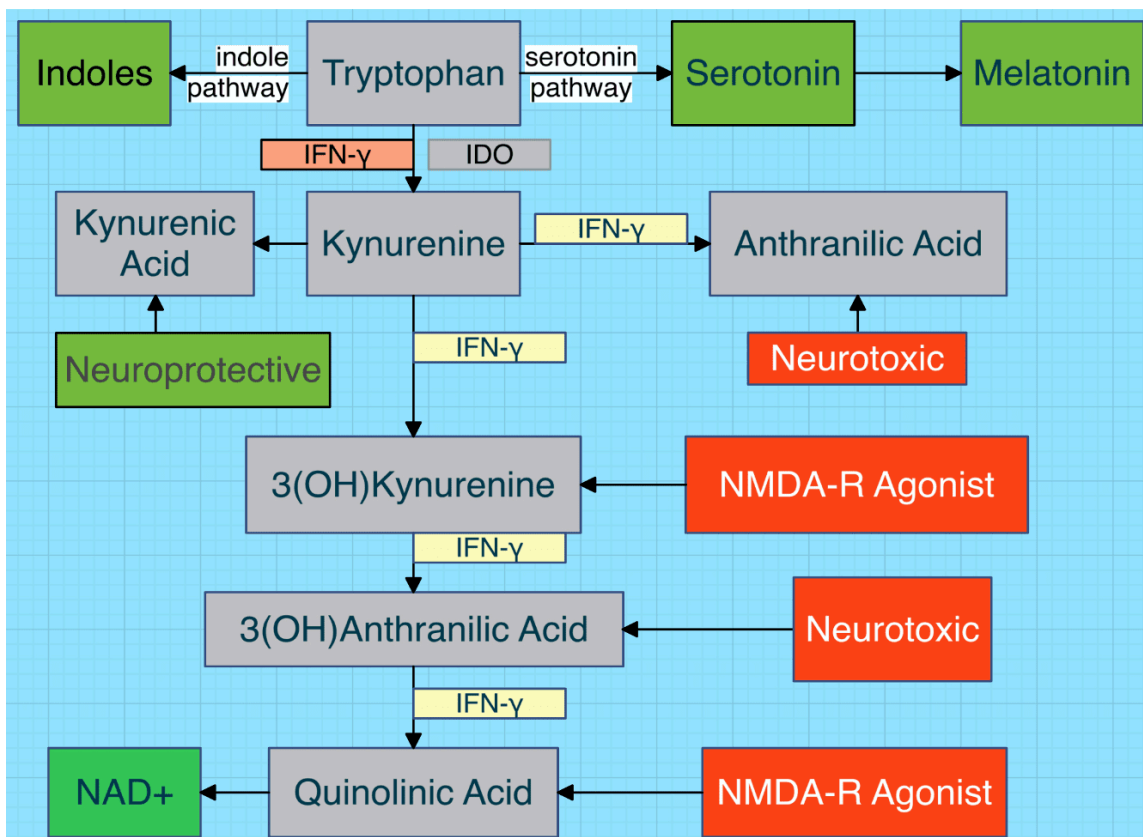 Indoles
indole
pathway
Tryptophan
serotonin
pathway
Serotonin
Melatonin
IFN-γ
IDO
Kynurenic
Acid
Kynurenine
IFN-γ
Anthranilic Acid
Neuroprotective
IFN-γ
Neurotoxic
3(OH)Kynurenine
NMDA-R Agonist
IFN-γ
3(OH)Anthranilic Acid
Neurotoxic
IFN-γ
NAD+
Quinolinic Acid
NMDA-R Agonist